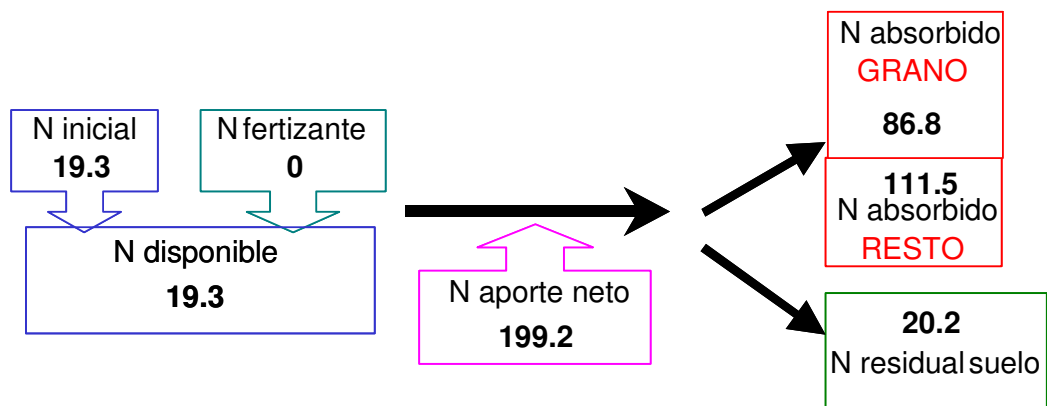 N inicial
19.3
N fertizante
0
N disponible
19.3
N aporte neto
199.2
N absorbido
GRANO
86.8
111.5
N absorbido
RESTO
20.2
N residual suelo